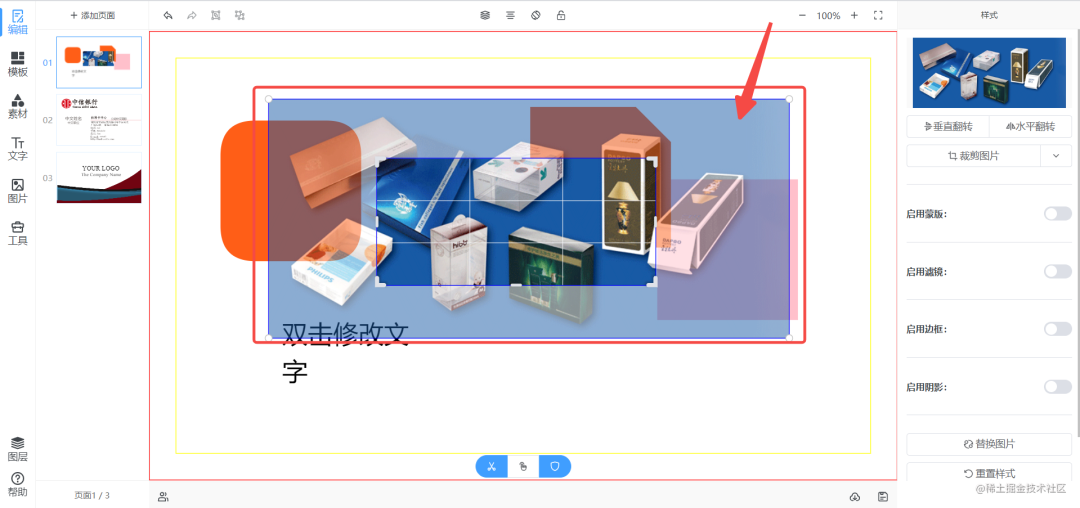 编辑
模板
素材
文字
图片
工具
图层
帮助
+ 添加页面
01
02
中信银行
03
YOUR LOGO
The Company Name
页面1 / 3
100%
双击修改文
字
PHILIPS
样式
垂直翻转
水平翻转
裁剪图片
启用蒙版:
启用滤镜:
启用边框:
启用阴影:
替换图片
重置样式
@稀土掘金技术社区